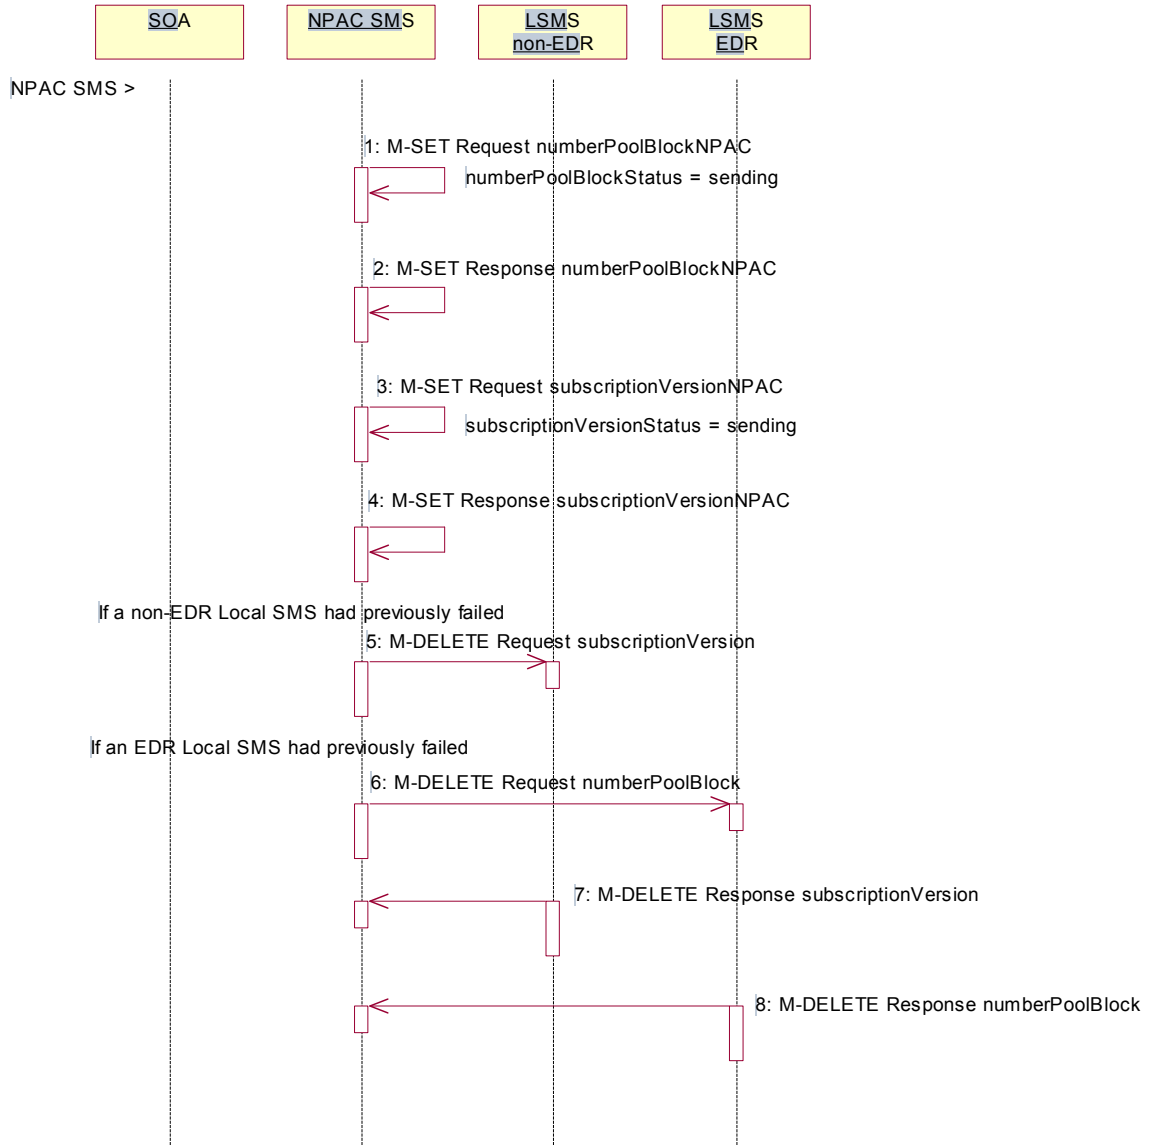 SOA
NPAC SMS
LSMS
non-EDR
LSMS
EDR
NPAC SMS >
1: M-SET Request numberPoolBlockNPAC
numberPoolBlockStatus = sending
2: M-SET Response numberPoolBlockNPAC
3: M-SET Request subscriptionVersionNPAC
subscriptionVersionStatus = sending
4: M-SET Response subscriptionVersionNPAC
If a non-EDR Local SMS had previously failed
5: M-DELETE Request subscriptionVersion
If an EDR Local SMS had previously failed
6: M-DELETE Request numberPoolBlock
7: M-DELETE Response subscriptionVersion
8: M-DELETE Response numberPoolBlock